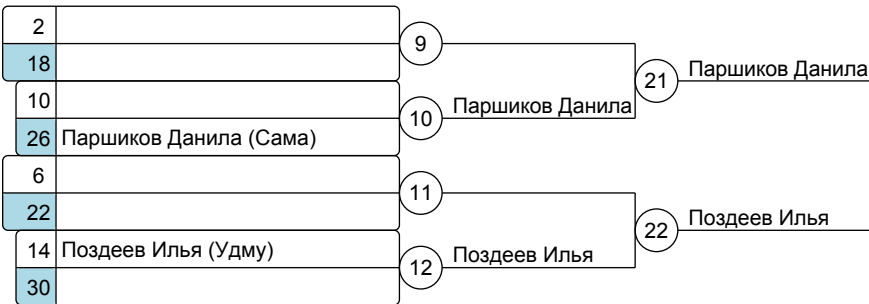 2
9
18
21 Паршиков Данила
10
10 Паршиков Данила
26 Паршиков Данила (Сама)
6
11
22
22 Поздеев Илья
14 Поздеев Илья (Удму)
12 Поздеев Илья
30